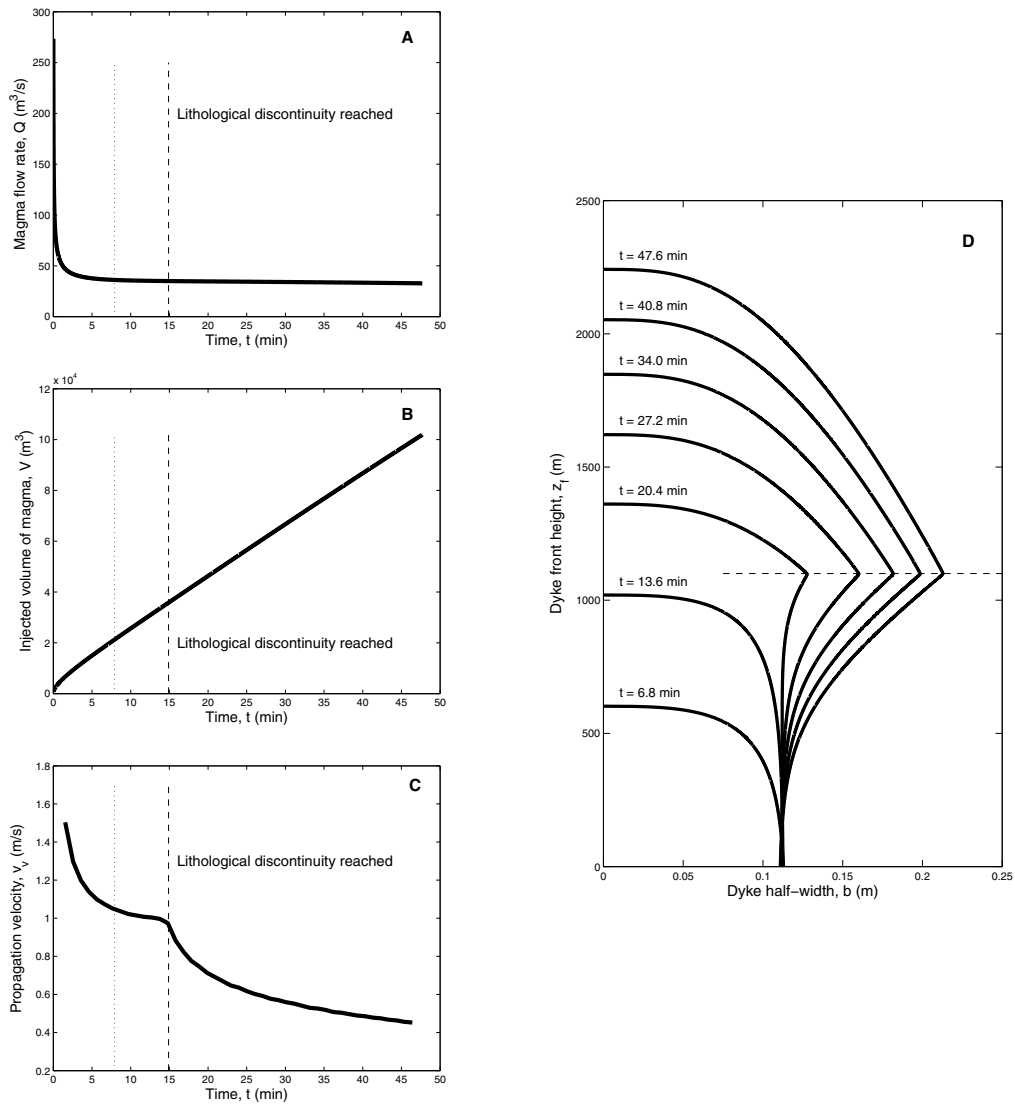 A
Magma flow rate, Q (m³/s)
300
250
200
150
100
50
0
Lithological discontinuity reached
0 5 10 15 20 25 30 35 40 45 50
Time, t (min)
B
Injected volume of magma, V (m³)
x 10⁴
12
10
8
6
4
2
0
Lithological discontinuity reached
0 5 10 15 20 25 30 35 40 45 50
Time, t (min)
C
Propagation velocity, vᵥ (m/s)
1.8
1.6
1.4
1.2
1
0.8
0.6
0.4
0.2
Lithological discontinuity reached
0 5 10 15 20 25 30 35 40 45 50
Time, t (min)
D
Dyke front height, z_f (m)
2500
2000
1500
1000
500
0
t = 47.6 min
t = 40.8 min
t = 34.0 min
t = 27.2 min
t = 20.4 min
t = 13.6 min
t = 6.8 min
0 0.05 0.1 0.15 0.2 0.25
Dyke half−width, b (m)